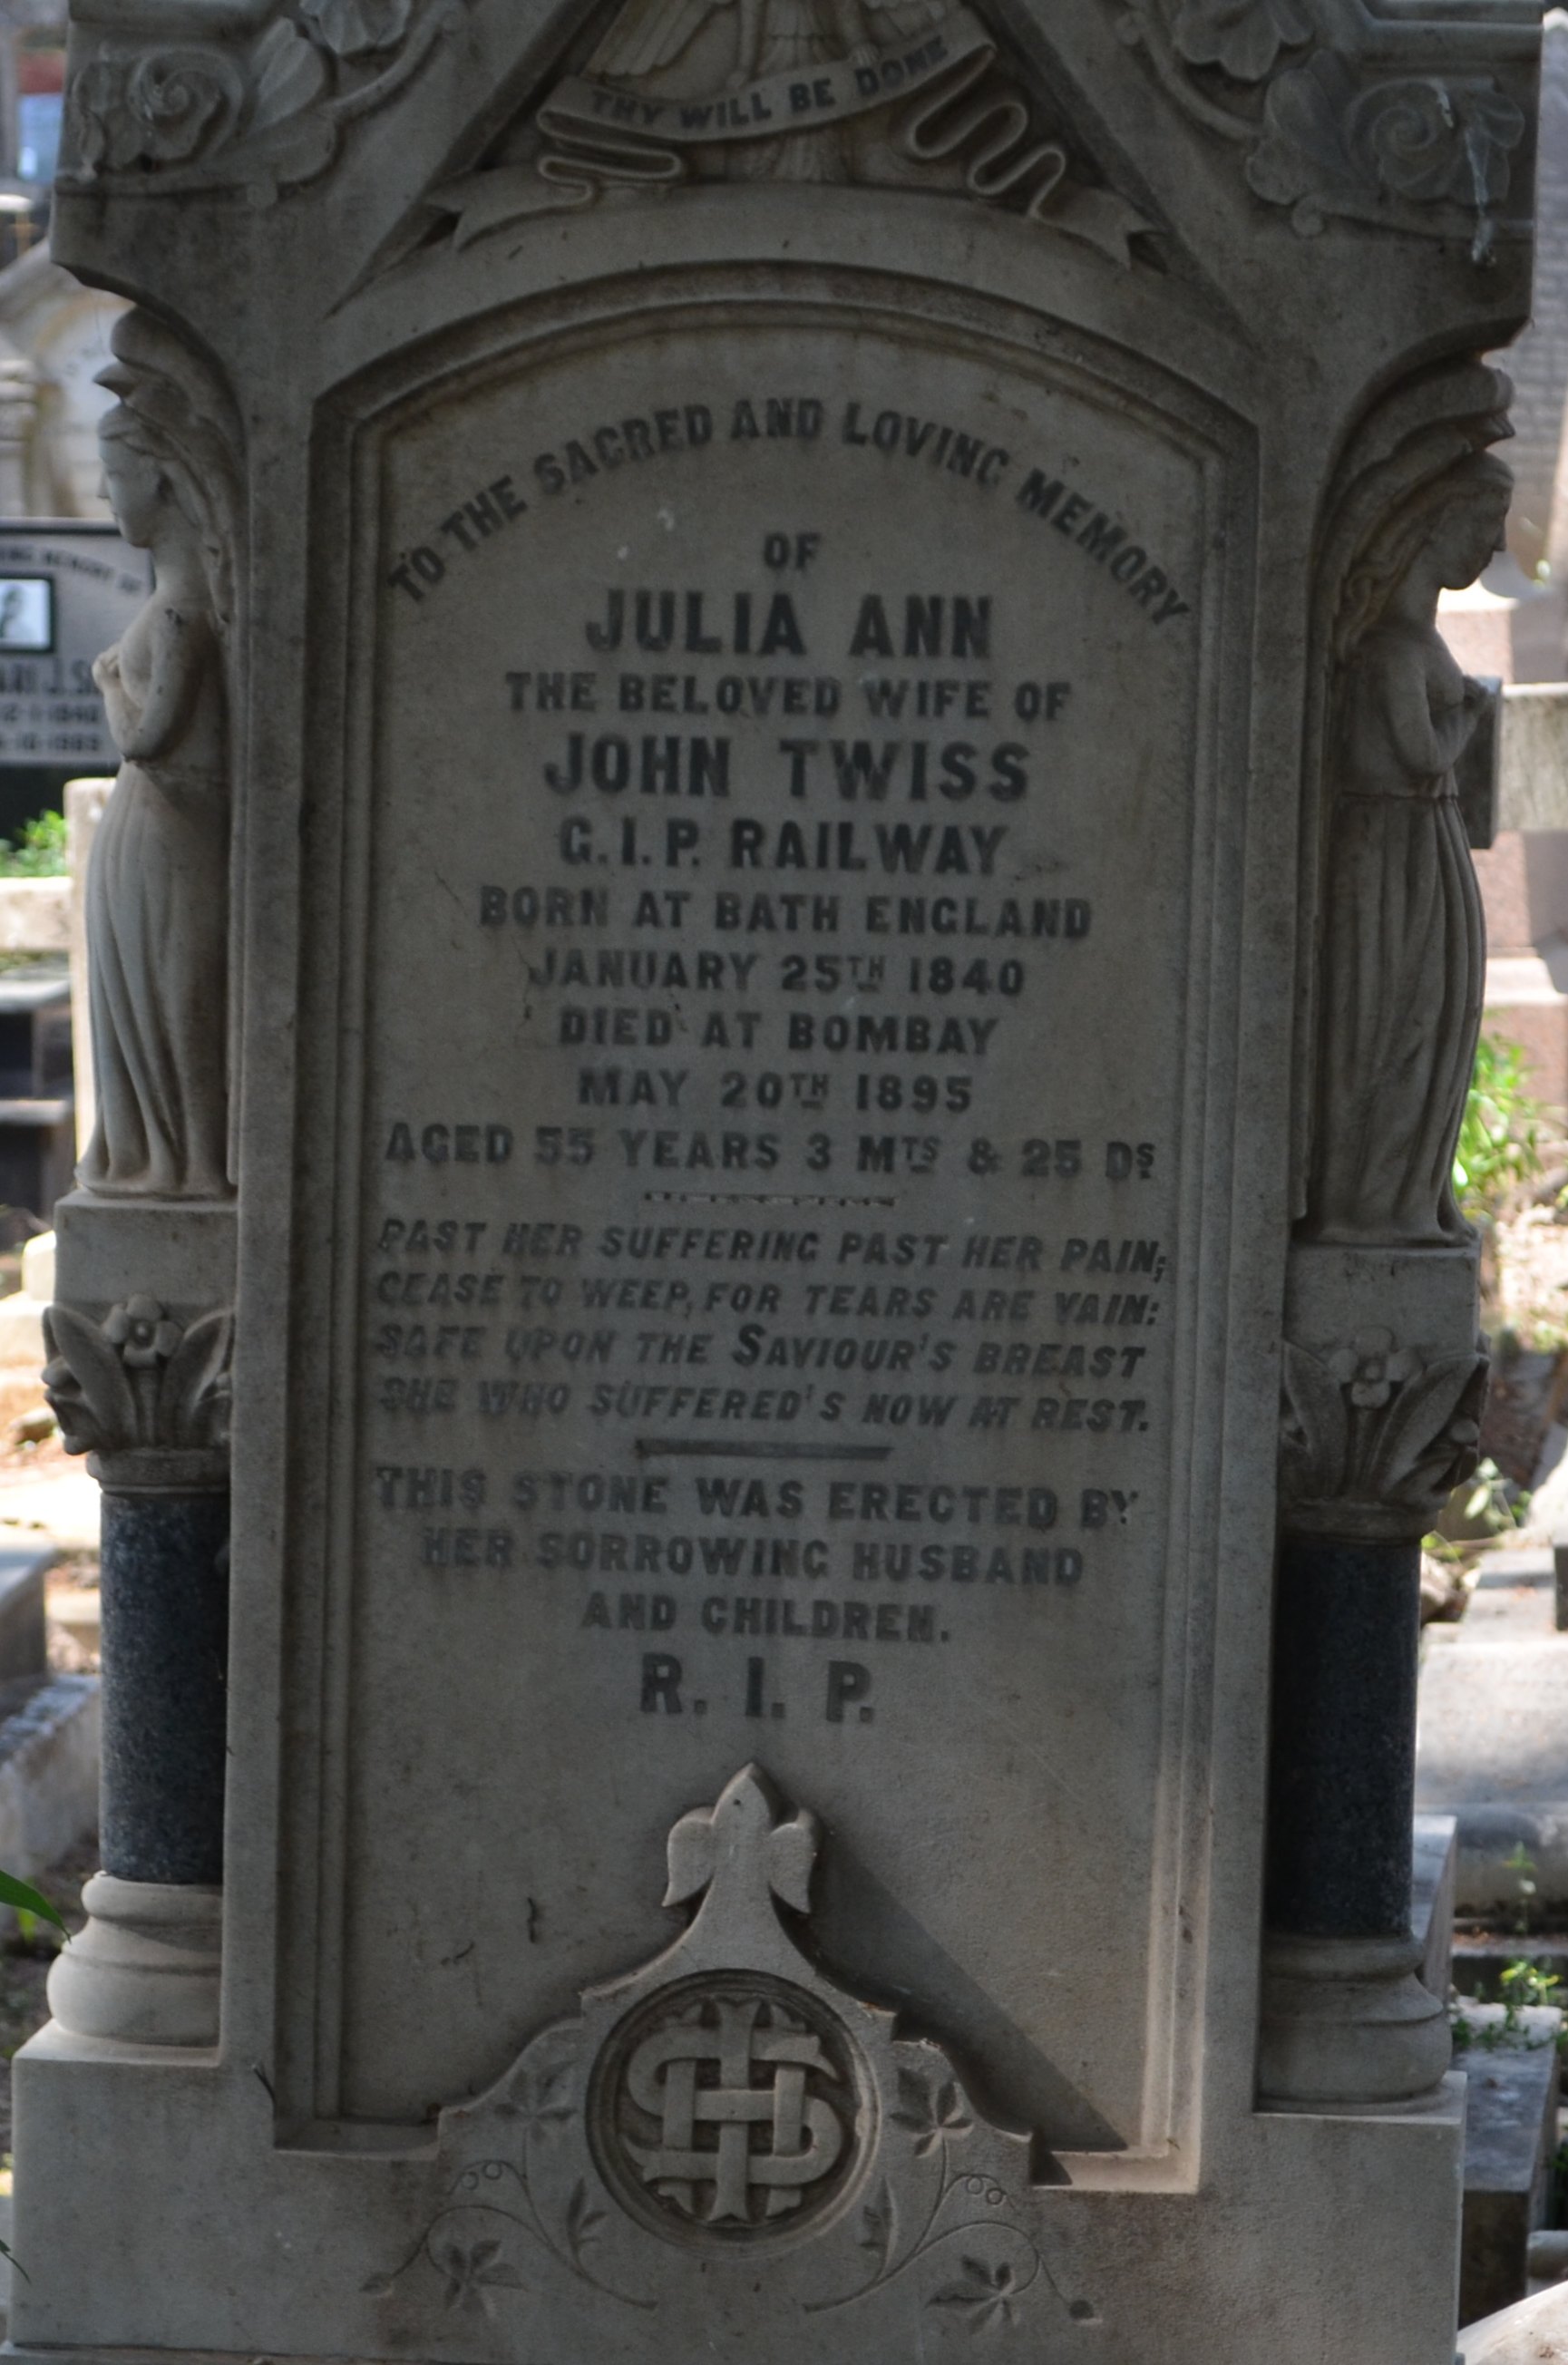 THY WILL BE DONE
TO THE SACRED AND LOVING MEMORY
OF
JULIA ANN
THE BELOVED WIFE OF
JOHN TWISS
G.I.P. RAILWAY
BORN AT BATH ENGLAND
JANUARY 25TH 1840
DIED AT BOMBAY
MAY 20TH 1895
AGED 55 YEARS 3 MTS & 25 DS.
PAST HER SUFFERING PAST HER PAIN;
CEASE TO WEEP, FOR TEARS ARE VAIN:
SAFE UPON THE SAVIOUR'S BREAST
SHE WHO SUFFERED'S NOW AT REST.
THIS STONE WAS ERECTED BY
HER SORROWING HUSBAND
AND CHILDREN.
R. I. P.
IHS